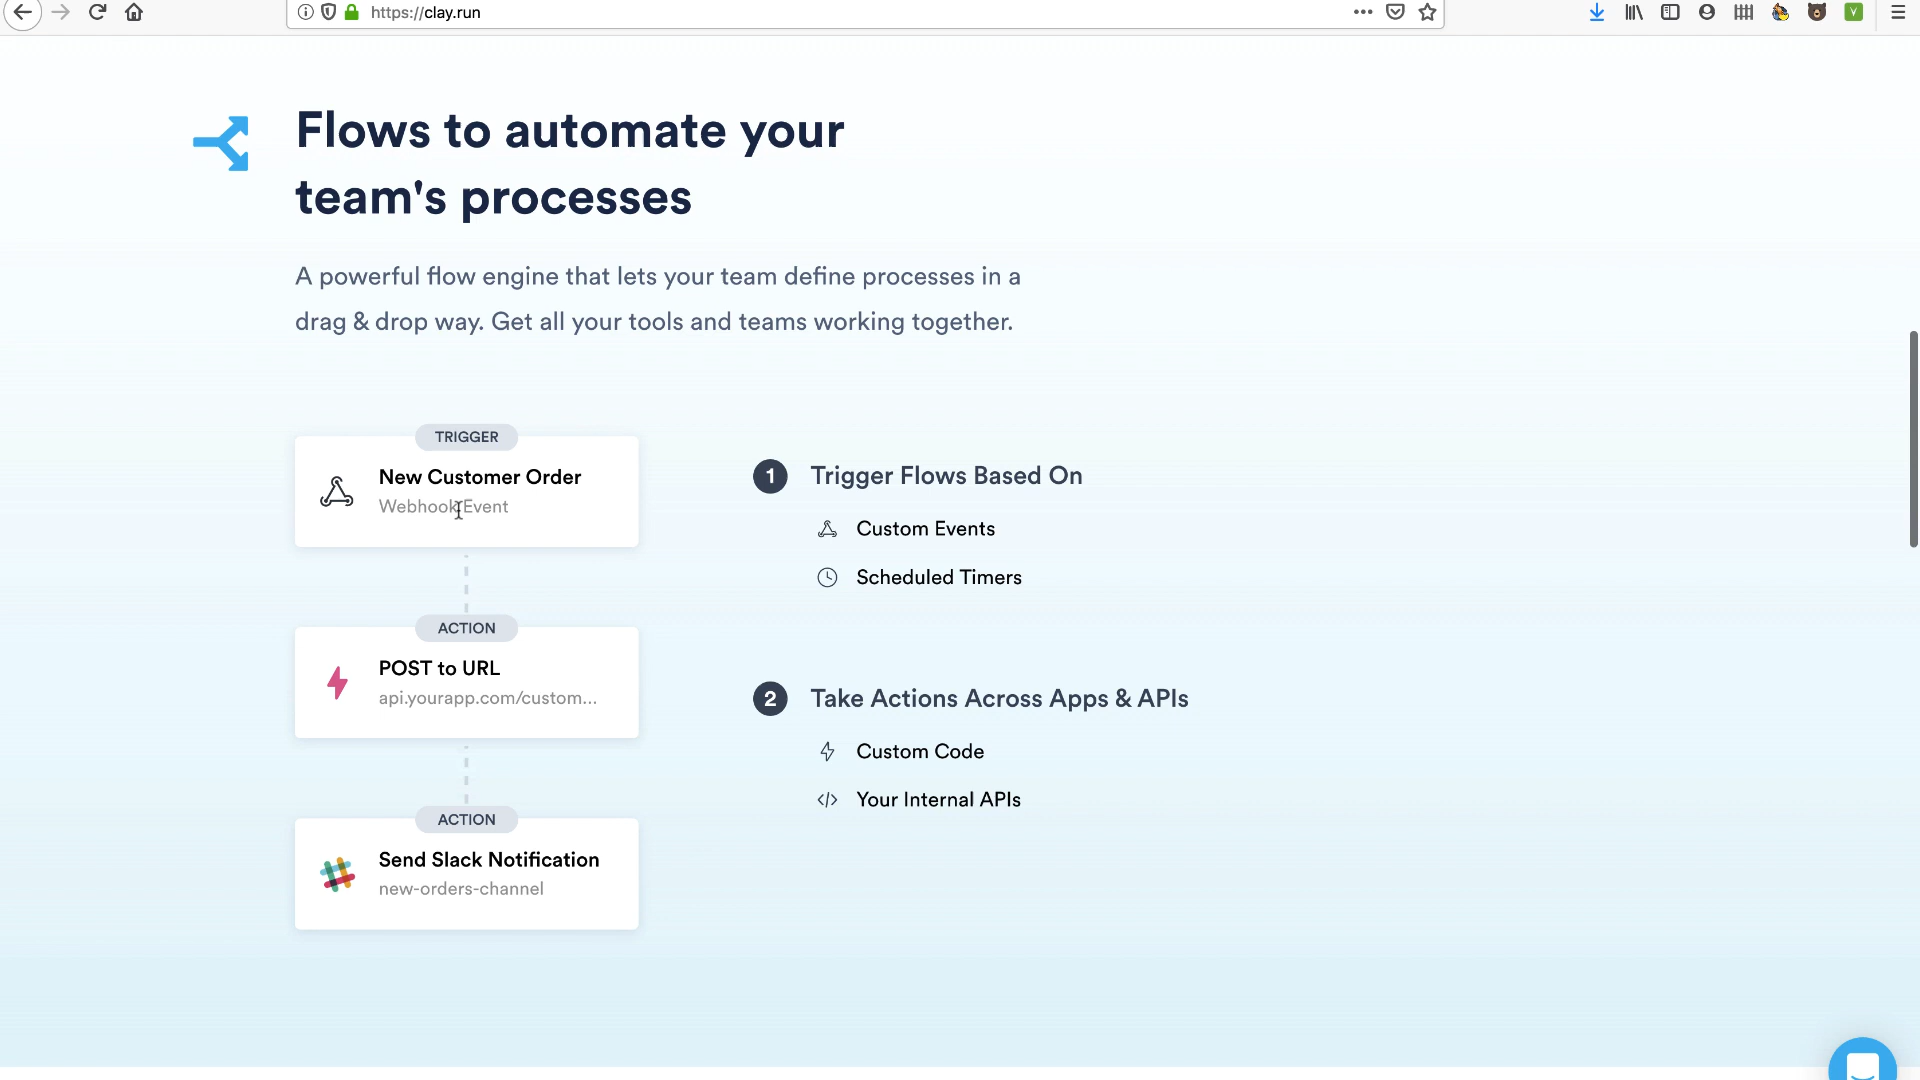 https://clay.run
Flows to automate your
team's processes
A powerful flow engine that lets your team define processes in a
drag & drop way. Get all your tools and teams working together.
TRIGGER
New Customer Order
Webhook Event
ACTION
POST to URL
api.yourapp.com/custom...
ACTION
Send Slack Notification
new-orders-channel
1 Trigger Flows Based On
Custom Events
Scheduled Timers
2 Take Actions Across Apps & APIs
Custom Code
</> Your Internal APIs